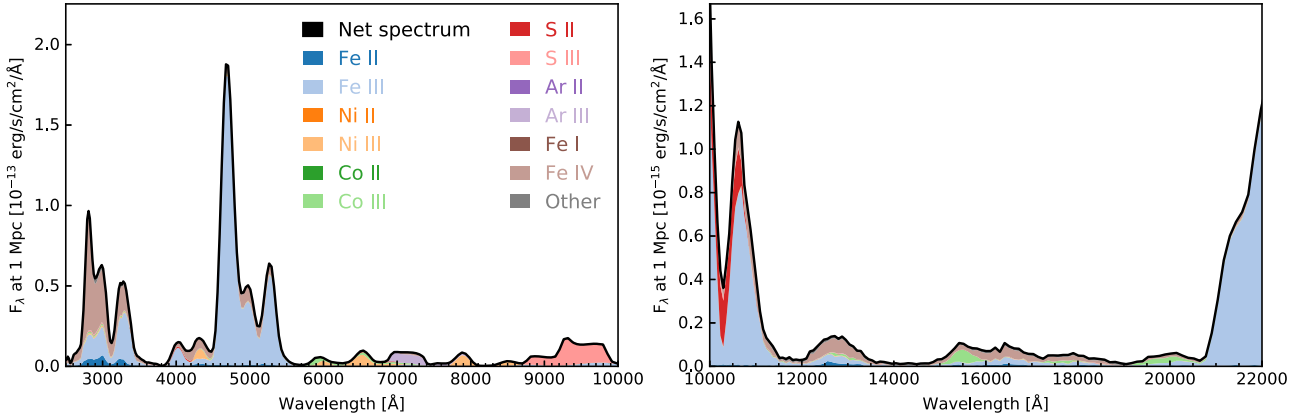 F_λ at 1 Mpc [10⁻¹³ erg/s/cm²/Å]
2.0
1.5
1.0
0.5
0.0
Net spectrum
Fe II
Fe III
Ni II
Ni III
Co II
Co III
S II
S III
Ar II
Ar III
Fe I
Fe IV
Other
3000 4000 5000 6000 7000 8000 9000 10000
Wavelength [Å]
F_λ at 1 Mpc [10⁻¹⁵ erg/s/cm²/Å]
1.6
1.4
1.2
1.0
0.8
0.6
0.4
0.2
0.0
10000 12000 14000 16000 18000 20000 22000
Wavelength [Å]